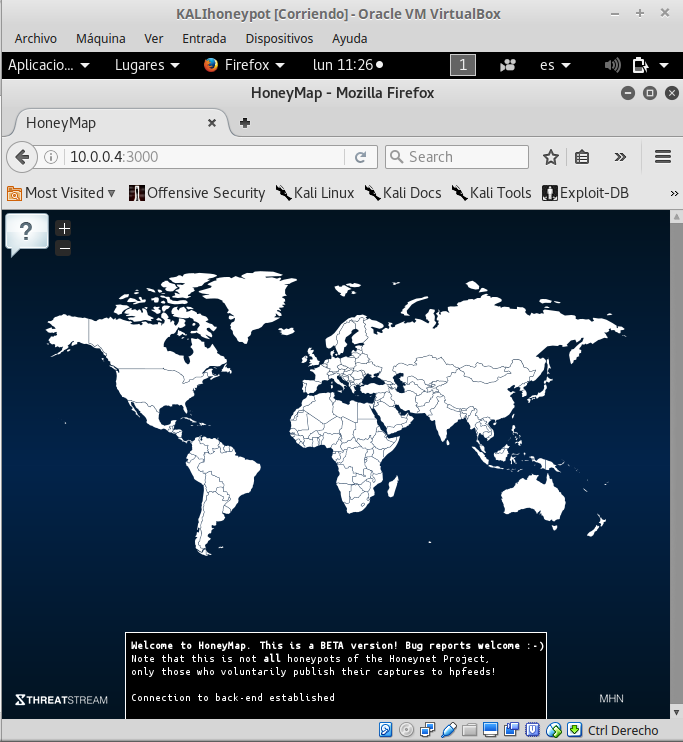 KALIhoneypot [Corriendo] - Oracle VM VirtualBox
Archivo Máquina Ver Entrada Dispositivos Ayuda
Aplicacio... Lugares Firefox lun 11:26 1 es
HoneyMap - Mozilla Firefox
HoneyMap
10.0.0.4:3000 Search
Most Visited Offensive Security Kali Linux Kali Docs Kali Tools Exploit-DB »
?
+
−
Welcome to HoneyMap. This is a BETA version! Bug reports welcome :-)
Note that this is not all honeypots of the Honeynet Project,
only those who voluntarily publish their captures to hpfeeds!
Connection to back-end established
THREATSTREAM MHN
Ctrl Derecho